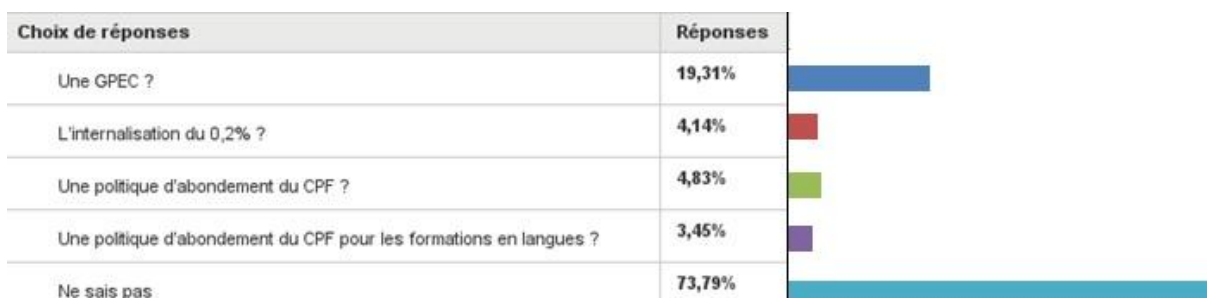 Choix de réponses Réponses
Une GPEC ? 19,31%
L'internalisation du 0,2% ? 4,14%
Une politique d'abondement du CPF ? 4,83%
Une politique d'abondement du CPF pour les formations en langues ? 3,45%
Ne sais pas 73,79%